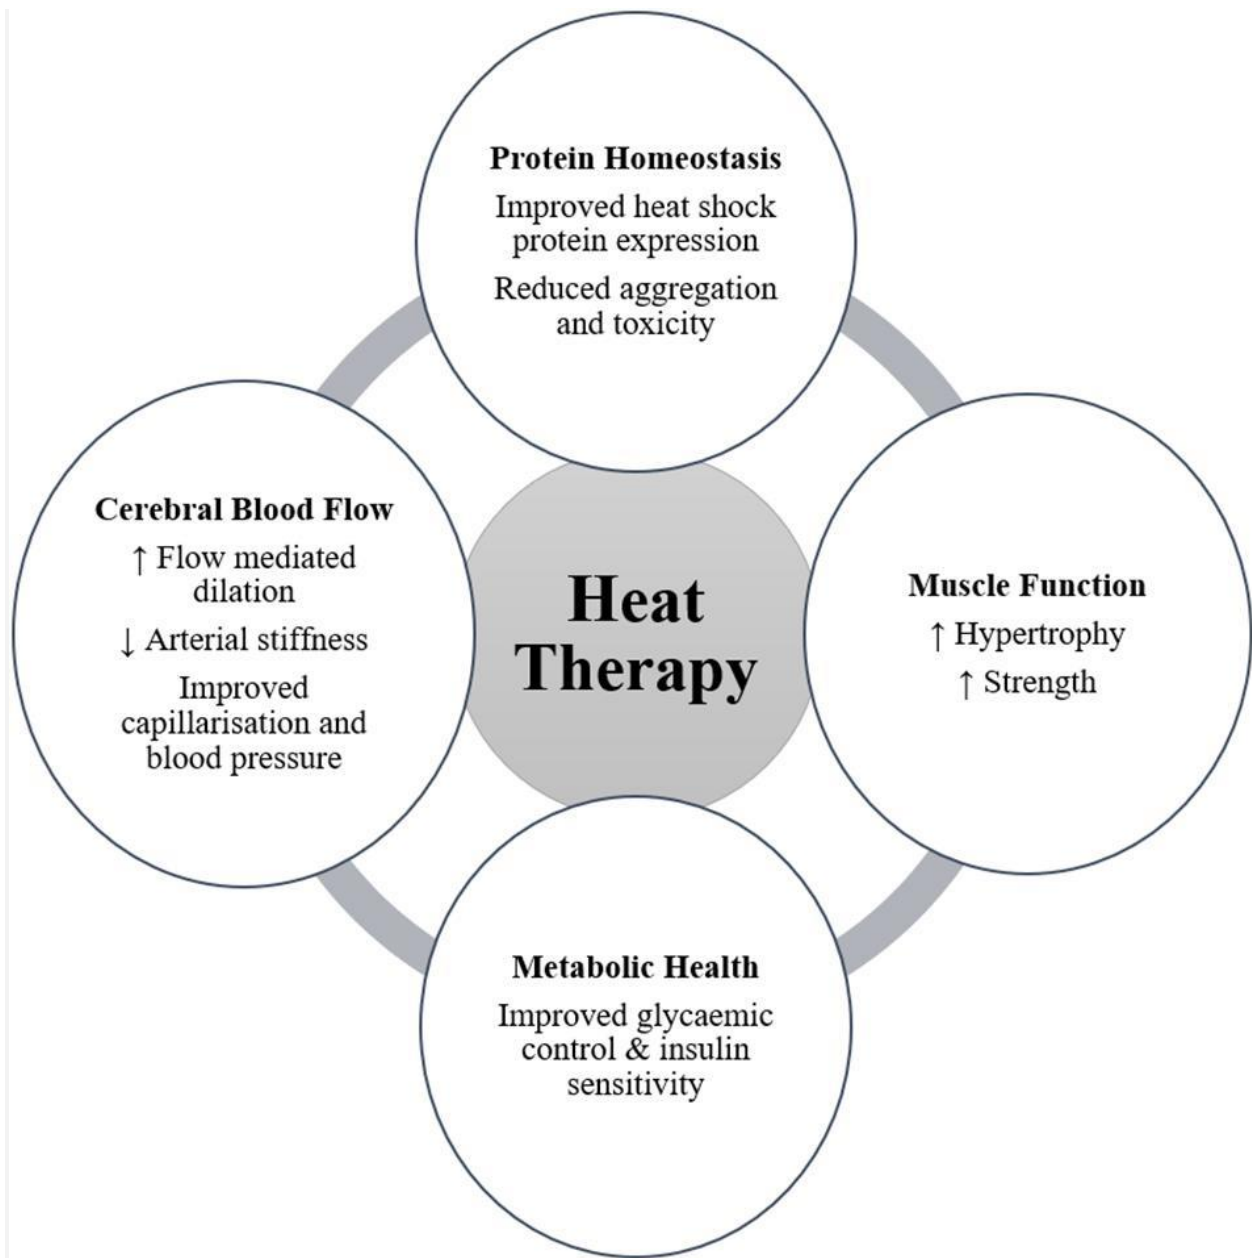 Protein Homeostasis
Improved heat shock
protein expression
Reduced aggregation
and toxicity
Cerebral Blood Flow
↑ Flow mediated
dilation
↓ Arterial stiffness
Improved
capillarisation and
blood pressure
Heat
Therapy
Muscle Function
↑ Hypertrophy
↑ Strength
Metabolic Health
Improved glycaemic
control & insulin
sensitivity